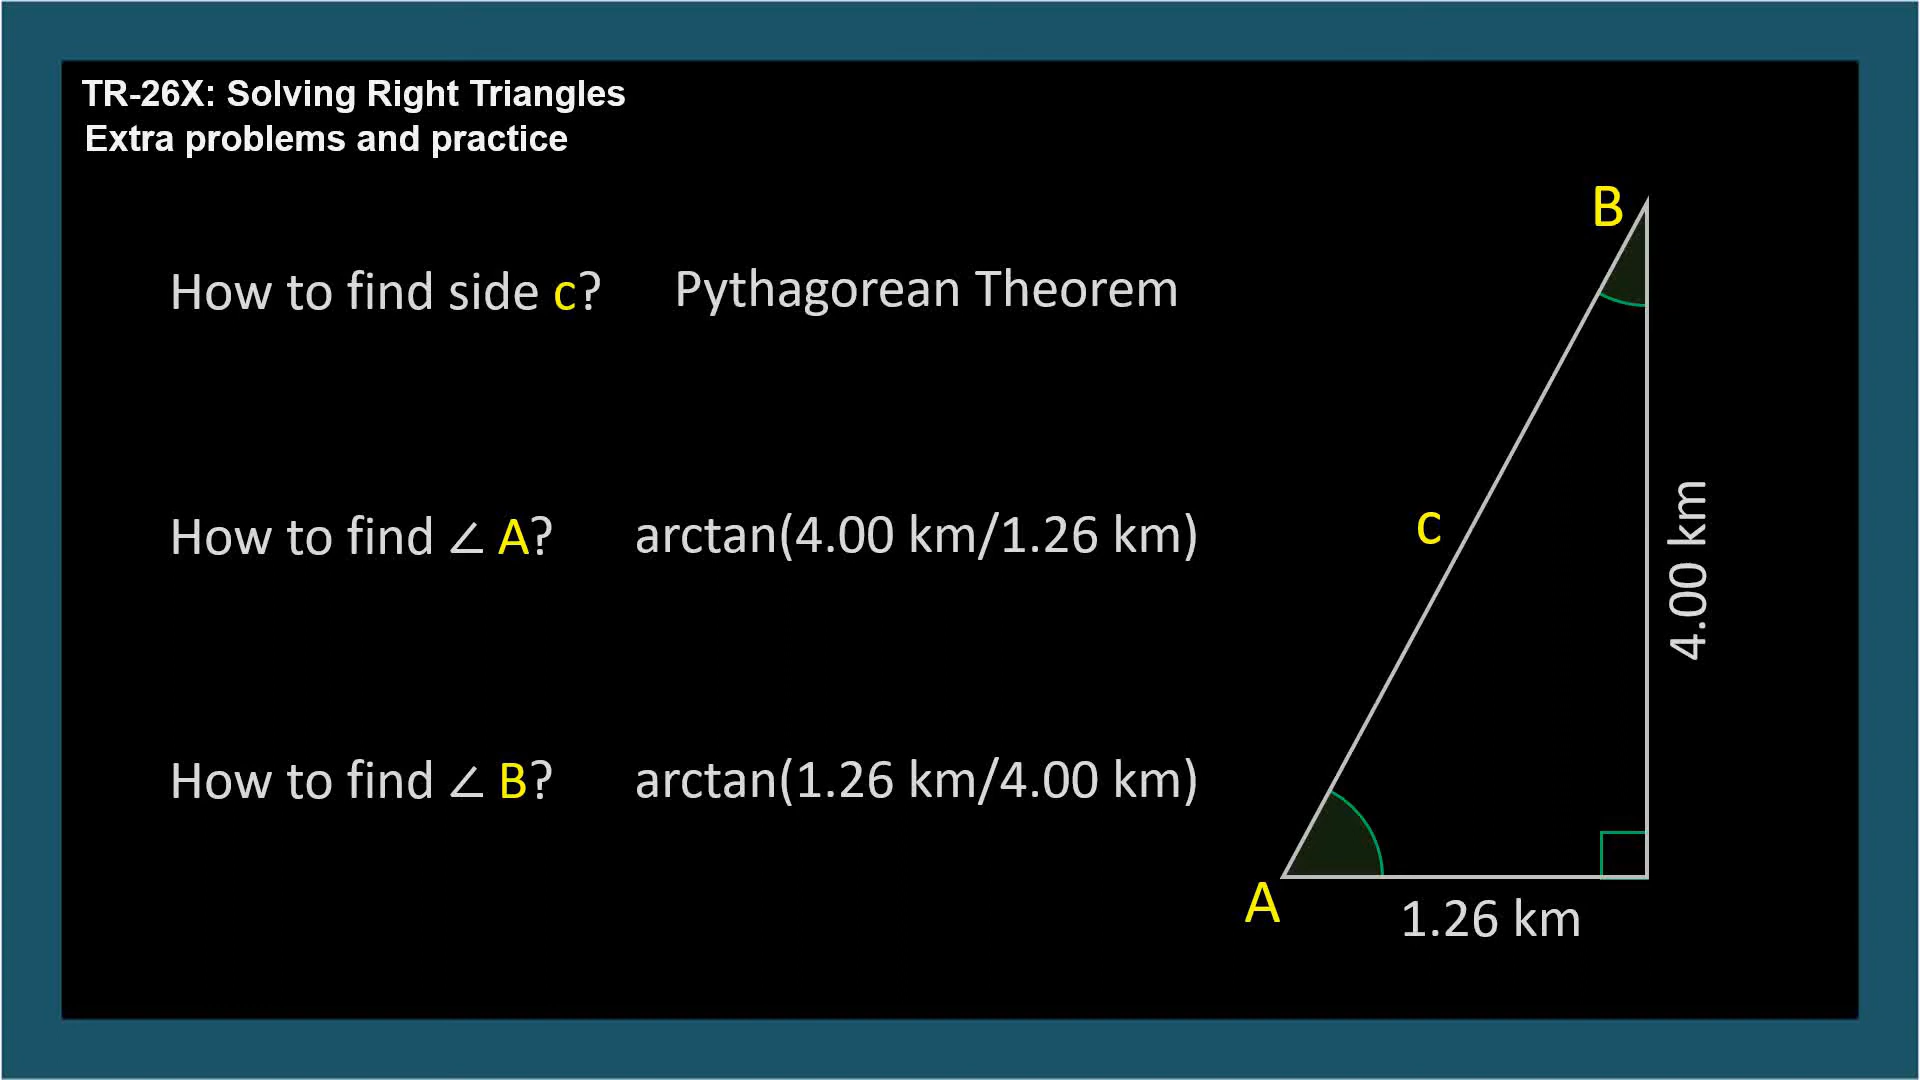 TR-26X: Solving Right Triangles
Extra problems and practice
How to find side c? Pythagorean Theorem
How to find ∠ A? arctan(4.00 km/1.26 km)
How to find ∠ B? arctan(1.26 km/4.00 km)
B
c
4.00 km
A
1.26 km